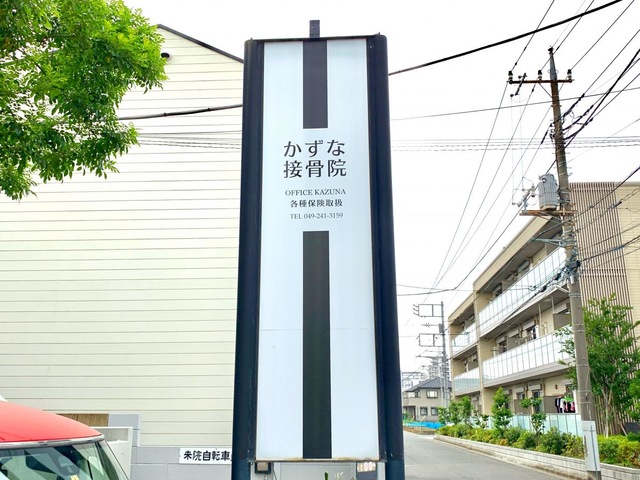 かずな
接骨院
OFFICE KAZUNA
各種保険取扱
TEL 049-241-3159
来院自転車